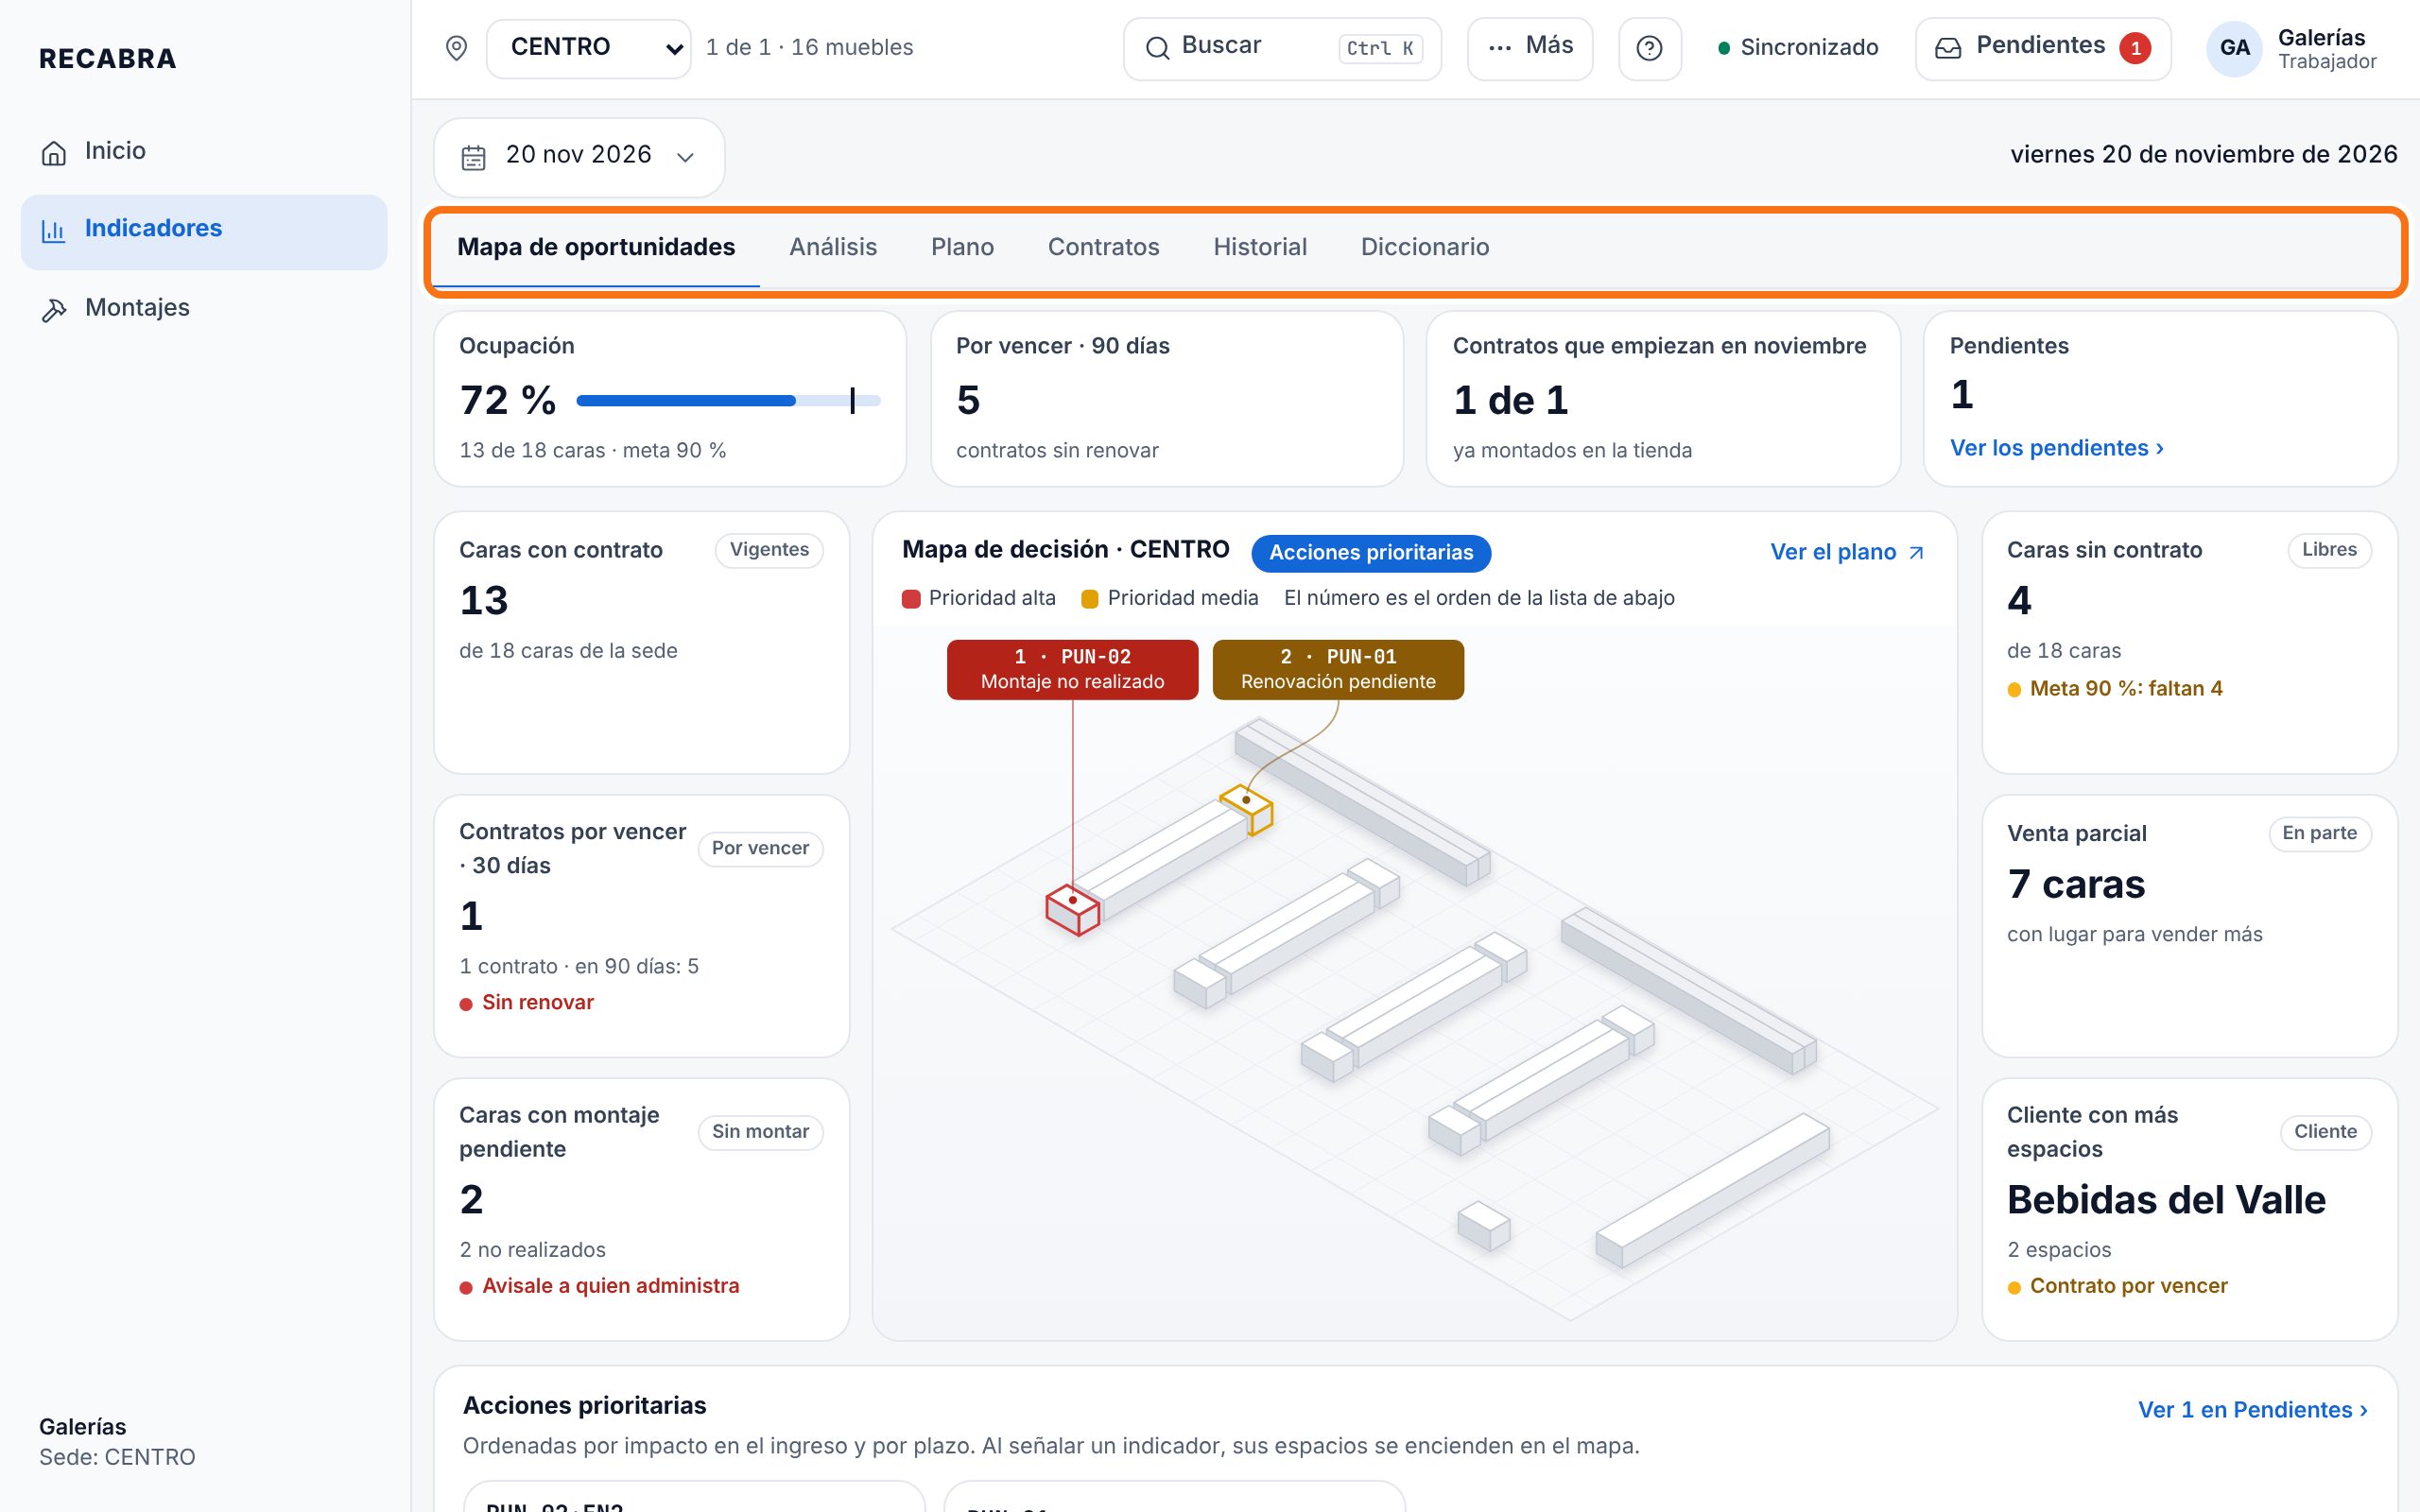 RECABRA
Inicio
Indicadores
Montajes
Galerías
Sede: CENTRO
CENTRO
1 de 1 · 16 muebles
Buscar
Ctrl K
Más
Sincronizado
Pendientes 1
GA
Galerías
Trabajador
20 nov 2026
viernes 20 de noviembre de 2026
Mapa de oportunidades
Análisis
Plano
Contratos
Historial
Diccionario
Ocupación
72 %
13 de 18 caras · meta 90 %
Por vencer · 90 días
5
contratos sin renovar
Contratos que empiezan en noviembre
1 de 1
ya montados en la tienda
Pendientes
1
Ver los pendientes ›
Caras con contrato
Vigentes
13
de 18 caras de la sede
Contratos por vencer
· 30 días
Por vencer
1
1 contrato · en 90 días: 5
Sin renovar
Caras con montaje
pendiente
Sin montar
2
2 no realizados
Avisale a quien administra
Mapa de decisión · CENTRO
Acciones prioritarias
Ver el plano
Prioridad alta
Prioridad media
El número es el orden de la lista de abajo
1 · PUN-02
Montaje no realizado
2 · PUN-01
Renovación pendiente
Caras sin contrato
Libres
4
de 18 caras
Meta 90 %: faltan 4
Venta parcial
En parte
7 caras
con lugar para vender más
Cliente con más
espacios
Cliente
Bebidas del Valle
2 espacios
Contrato por vencer
Acciones prioritarias
Ver 1 en Pendientes ›
Ordenadas por impacto en el ingreso y por plazo. Al señalar un indicador, sus espacios se encienden en el mapa.